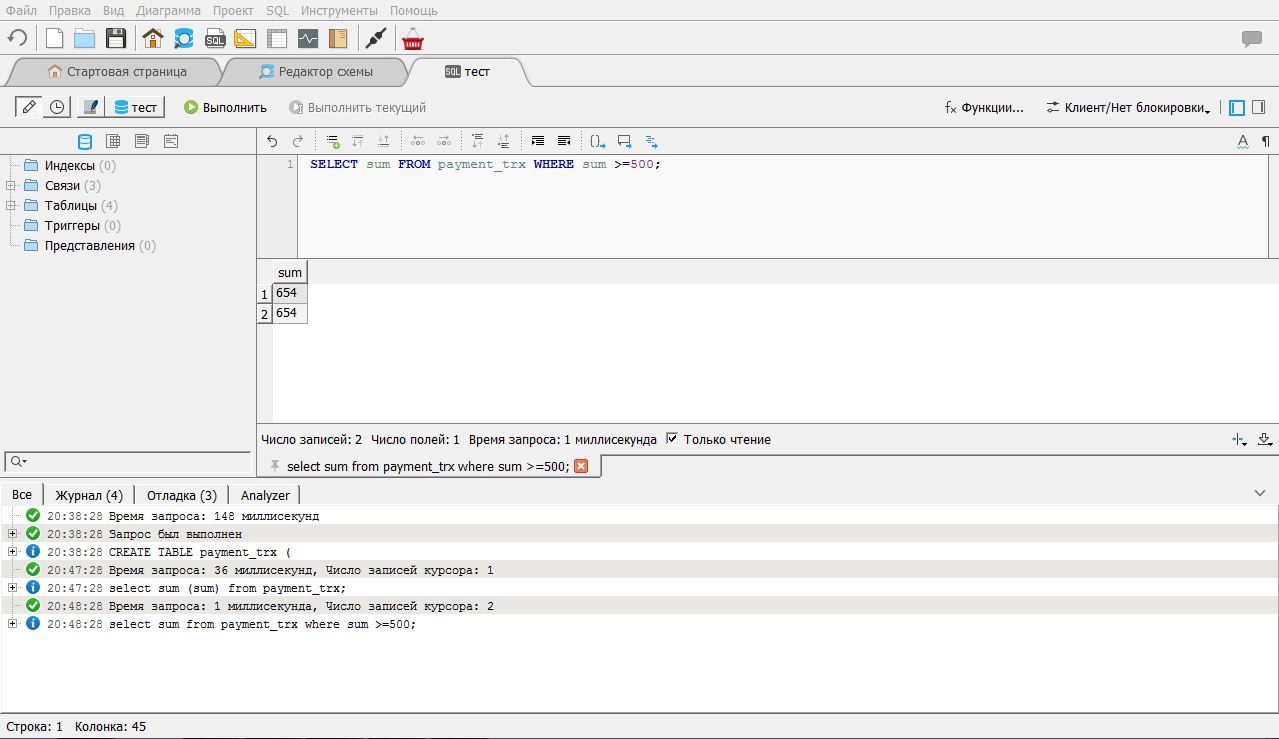 Файл Правка Вид Диаграмма Проект SQL Инструменты Помощь
SQL
Стартовая страница Редактор схемы SQL тест
тест Выполнить Выполнить текущий fx Функции... Клиент/Нет блокировки
Индексы (0)
Связи (3)
Таблицы (4)
Триггеры (0)
Представления (0)
1 SELECT sum FROM payment_trx WHERE sum >=500;
sum
1 654
2 654
Число записей: 2 Число полей: 1 Время запроса: 1 миллисекунда Только чтение
select sum from payment_trx where sum >=500;
Все Журнал (4) Отладка (3) Analyzer
20:38:28 Время запроса: 148 миллисекунд
20:38:28 Запрос был выполнен
20:38:28 CREATE TABLE payment_trx (
20:47:28 Время запроса: 36 миллисекунд, Число записей курсора: 1
20:47:28 select sum (sum) from payment_trx;
20:48:28 Время запроса: 1 миллисекунда, Число записей курсора: 2
20:48:28 select sum from payment_trx where sum >=500;
Строка: 1 Колонка: 45